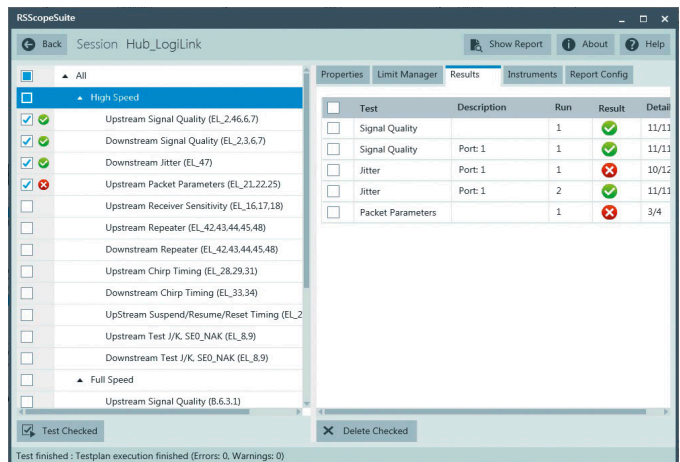 RSScopeSuite
Back Session Hub_LogiLink Show Report About Help
All
High Speed
Upstream Signal Quality (EL_2,46,6,7)
Downstream Signal Quality (EL_2,3,6,7)
Downstream Jitter (EL_47)
Upstream Packet Parameters (EL_21,22,25)
Upstream Receiver Sensitivity (EL_16,17,18)
Upstream Repeater (EL_42,43,44,45,48)
Downstream Repeater (EL_42,43,44,45,48)
Upstream Chirp Timing (EL_28,29,31)
Downstream Chirp Timing (EL_33,34)
UpStream Suspend/Resume/Reset Timing (EL_2
Upstream Test J/K, SE0_NAK (EL_8,9)
Downstream Test J/K, SE0_NAK (EL_8,9)
Full Speed
Upstream Signal Quality (B.6.3.1)
Test Checked
Properties Limit Manager Results Instruments Report Config
Test Description Run Result Detail
Signal Quality 1 11/11
Signal Quality Port: 1 1 11/11
Jitter Port: 1 1 10/12
Jitter Port: 1 2 11/11
Packet Parameters 1 3/4
Delete Checked
Test finished : Testplan execution finished (Errors: 0, Warnings: 0)